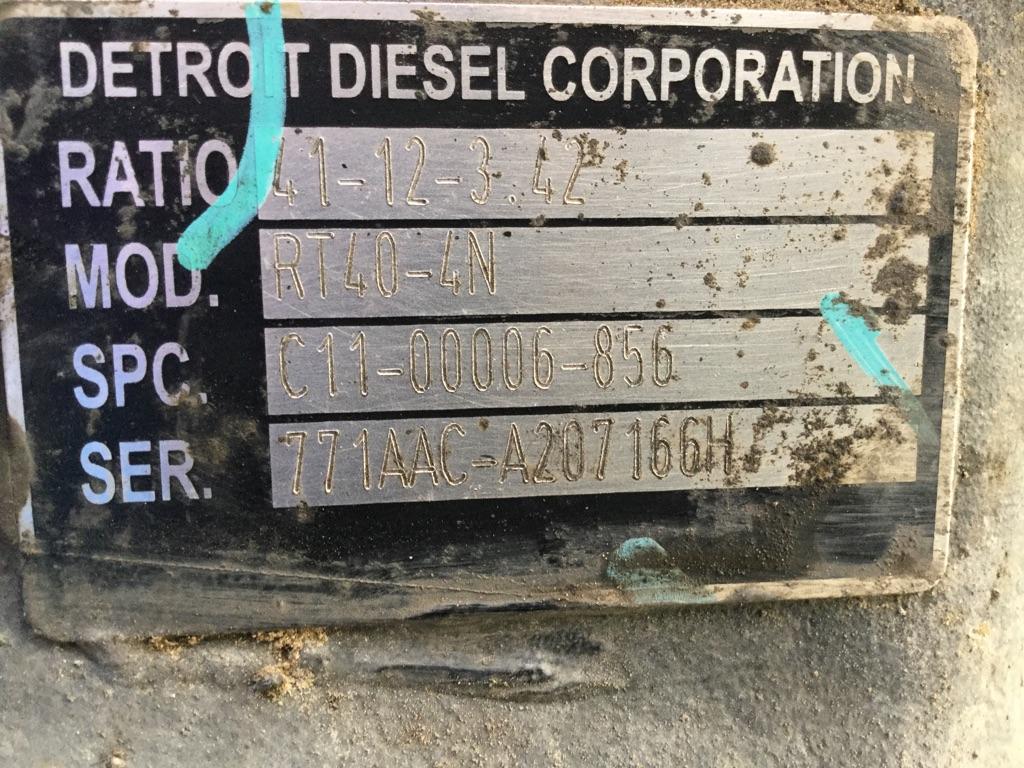 DETROIT DIESEL CORPORATION
RATIO 41-12-3.42
MOD. RT40-4N
SPC. C11-00006-856
SER. 771AAC-A207166H